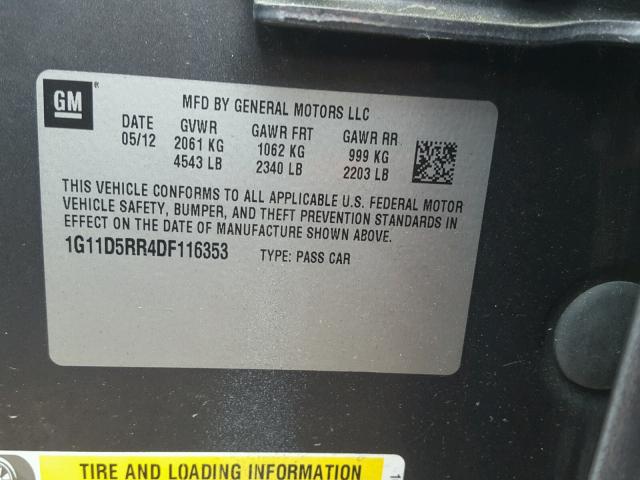 GM®
MFD BY GENERAL MOTORS LLC
DATE GVWR GAWR FRT GAWR RR
05/12 2061 KG 1062 KG 999 KG
4543 LB 2340 LB 2203 LB
THIS VEHICLE CONFORMS TO ALL APPLICABLE U.S. FEDERAL MOTOR
VEHICLE SAFETY, BUMPER, AND THEFT PREVENTION STANDARDS IN
EFFECT ON THE DATE OF MANUFACTURE SHOWN ABOVE.
1G11D5RR4DF116353 TYPE: PASS CAR
TIRE AND LOADING INFORMATION